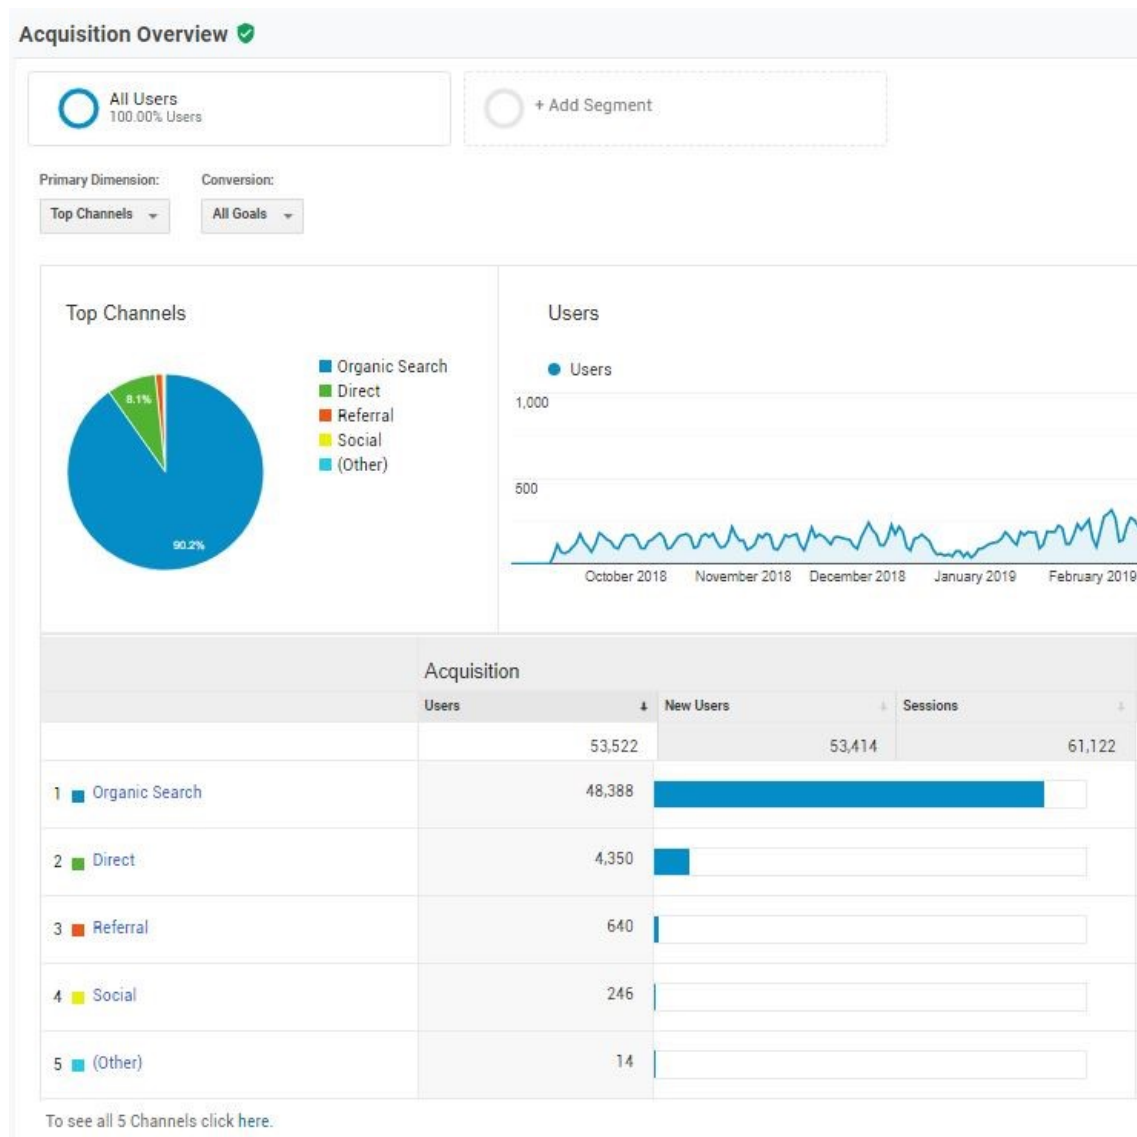 Acquisition Overview
All Users
100.00% Users
+ Add Segment
Primary Dimension:
Conversion:
Top Channels
All Goals
Top Channels
Organic Search
Direct
Referral
Social
(Other)
8.1%
90.2%
Users
Users
1,000
500
October 2018 November 2018 December 2018 January 2019 February 2019
Acquisition
Users New Users Sessions
53,522 53,414 61,122
1 Organic Search 48,388
2 Direct 4,350
3 Referral 640
4 Social 246
5 (Other) 14
To see all 5 Channels click here.